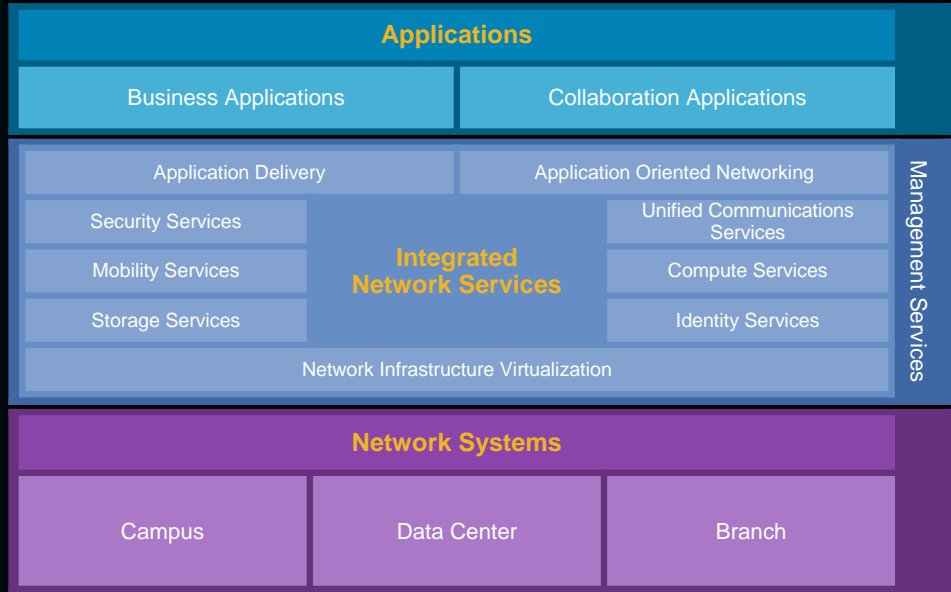 Applications
Business Applications
Collaboration Applications
Application Delivery
Application Oriented Networking
Security Services
Mobility Services
Storage Services
Integrated
Network Services
Unified Communications
Services
Compute Services
Identity Services
Network Infrastructure Virtualization
Management Services
Network Systems
Campus
Data Center
Branch